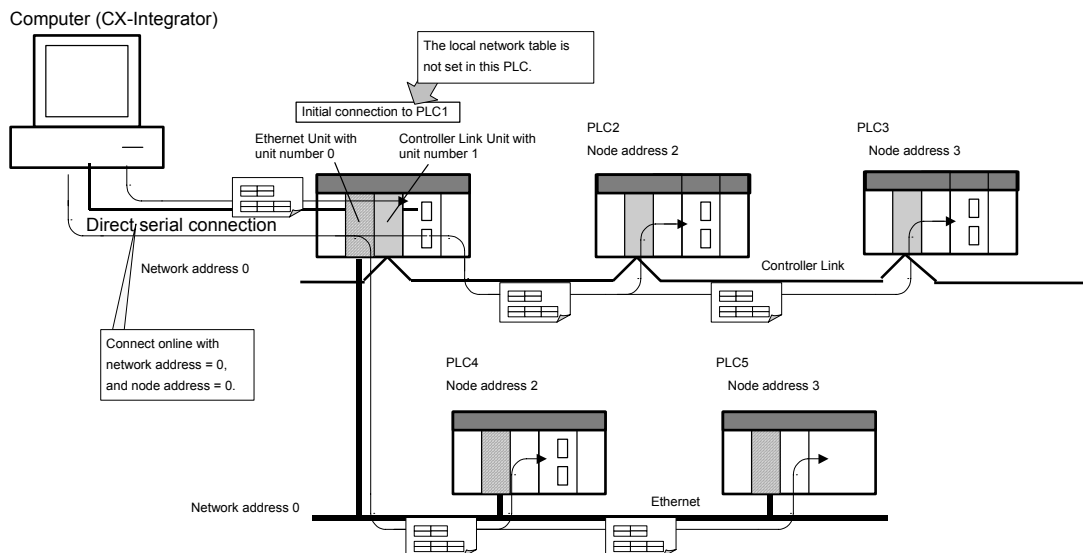 Computer (CX-Integrator)
The local network table is
not set in this PLC.
Initial connection to PLC1
Ethernet Unit with
unit number 0
Controller Link Unit with
unit number 1
PLC2
Node address 2
PLC3
Node address 3
Direct serial connection
Network address 0
Controller Link
Connect online with
network address = 0,
and node address = 0.
PLC4
Node address 2
PLC5
Node address 3
Network address 0
Ethernet